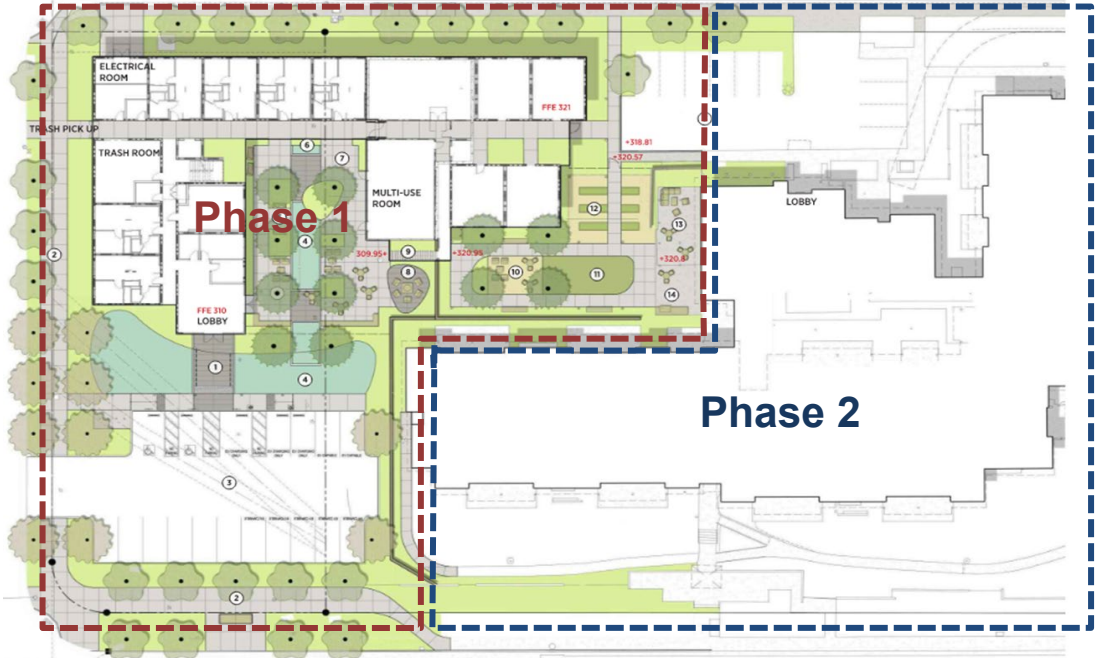 ELECTRICAL
ROOM
FFE 321
TRASH PICK UP
+318.81
TRASH ROOM
6
7
+320.57
MULTI-USE
ROOM
LOBBY
12
13
Phase 1
2
4
309.95+
9
+320.95
+320.8
8
10
11
14
FFE 310
LOBBY
1
4
Phase 2
3
2